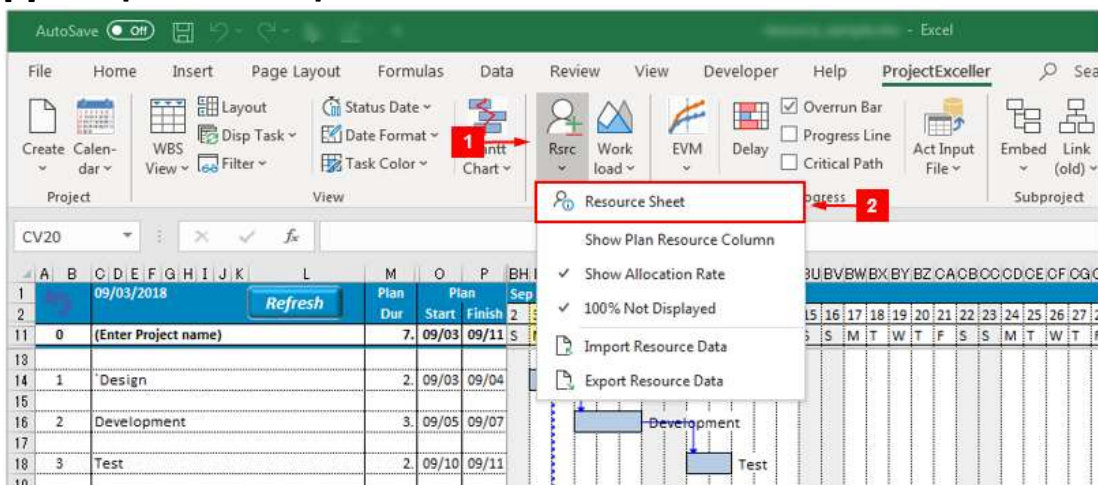 AutoSave Off - Excel
File Home Insert Page Layout Formulas Data Review View Developer Help ProjectExceller Sea
Layout Status Date Overrun Bar
Disp Task Date Format 1 Progress Line
Create Calen-dar WBS View Filter Task Color Chart Rsrc Work load EVM Delay Critical Path Act Input File Embed Link (old)
Project View Subproject
Resource Sheet 2
CV20 fx
Show Plan Resource Column
Show Allocation Rate
100% Not Displayed
Import Resource Data
Export Resource Data
A B C D E F G H I J K L M O P BH
1 09/03/2018 Refresh Plan Plan Sep
2 Dur Start Finish 2 15 16 17 18 19 20 21 22 23 24 25 26 27
11 0 (Enter Project name) 7. 09/03 09/11 S S M T W T F S S M T W T
13
14 1 `Design 2. 09/03 09/04
15
16 2 Development 3. 09/05 09/07 Development
17
18 3 Test 2. 09/10 09/11 Test